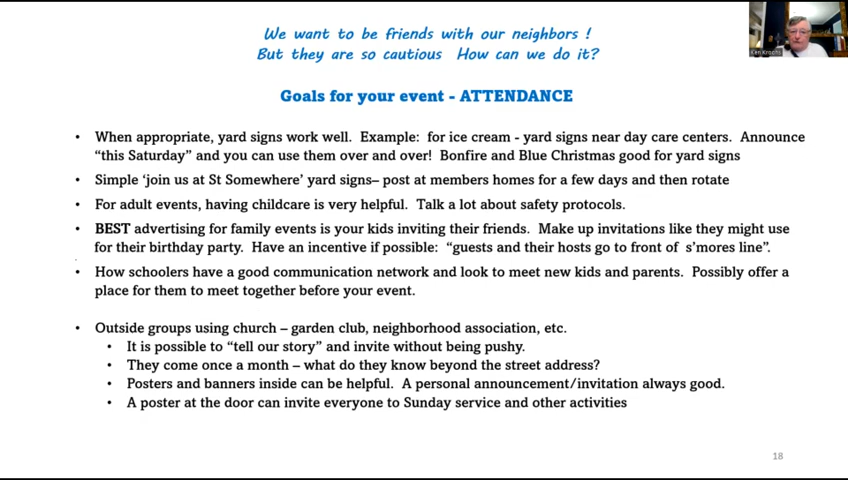 We want to be friends with our neighbors !
But they are so cautious How can we do it?
Goals for your event - ATTENDANCE
• When appropriate, yard signs work well. Example: for ice cream - yard signs near day care centers. Announce
“this Saturday” and you can use them over and over! Bonfire and Blue Christmas good for yard signs
• Simple ‘join us at St Somewhere’ yard signs– post at members homes for a few days and then rotate
• For adult events, having childcare is very helpful. Talk a lot about safety protocols.
• BEST advertising for family events is your kids inviting their friends. Make up invitations like they might use
for their birthday party. Have an incentive if possible: “guests and their hosts go to front of s’mores line”.
• How schoolers have a good communication network and look to meet new kids and parents. Possibly offer a
place for them to meet together before your event.
• Outside groups using church – garden club, neighborhood association, etc.
• It is possible to “tell our story” and invite without being pushy.
• They come once a month – what do they know beyond the street address?
• Posters and banners inside can be helpful. A personal announcement/invitation always good.
• A poster at the door can invite everyone to Sunday service and other activities
18